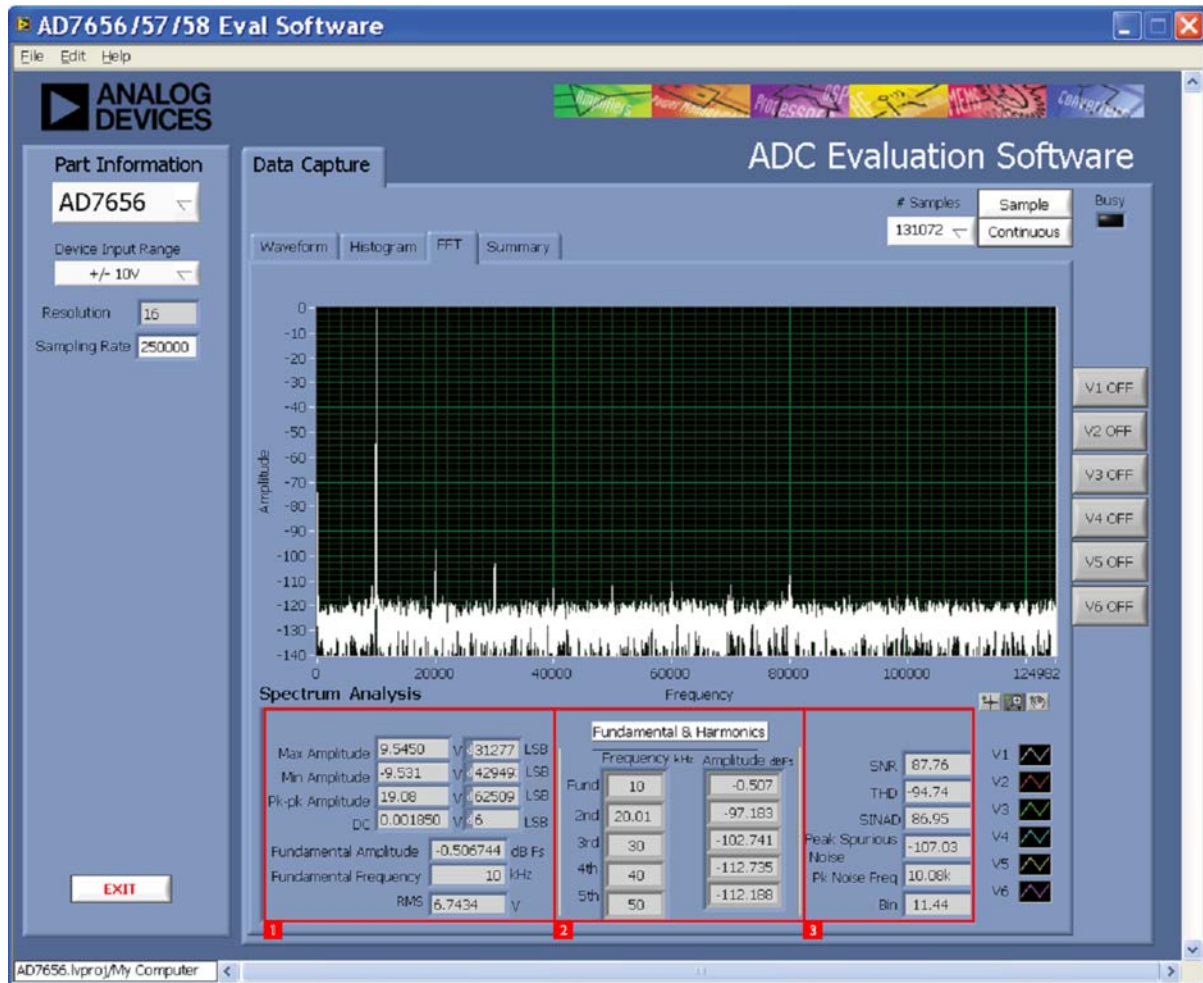 AD7656/57/58 Eval Software
File Edit Help
ANALOG
DEVICES
Amplifiers Power Management Processors DSP MEMS Converters
Part Information
AD7656
Device Input Range
+/- 10V
Resolution 16
Sampling Rate 250000
EXIT
Data Capture
ADC Evaluation Software
# Samples
131072
Sample
Continuous
Busy
Waveform Histogram FFT Summary
Amplitude
0
-10
-20
-30
-40
-50
-60
-70
-80
-90
-100
-110
-120
-130
-140
0 20000 40000 60000 80000 100000 124982
Frequency
V1 OFF
V2 OFF
V3 OFF
V4 OFF
V5 OFF
V6 OFF
Spectrum Analysis
Max Amplitude 9.5450 V 31277 LSB
Min Amplitude -9.531 V 42949 LSB
Pk-pk Amplitude 19.08 V 62509 LSB
DC 0.001850 V 6 LSB
Fundamental Amplitude -0.506744 dB Fs
Fundamental Frequency 10 kHz
RMS 6.7434 V
1
Fundamental & Harmonics
Frequency kHz Amplitude dBFs
Fund 10 -0.507
2nd 20.01 -97.183
3rd 30 -102.741
4th 40 -112.735
5th 50 -112.188
2
SNR 87.76
THD -94.74
SINAD 86.95
Peak Spurious Noise -107.03
Pk Noise Freq 10.08k
Bin 11.44
3
V1
V2
V3
V4
V5
V6
AD7656.lvproj/My Computer